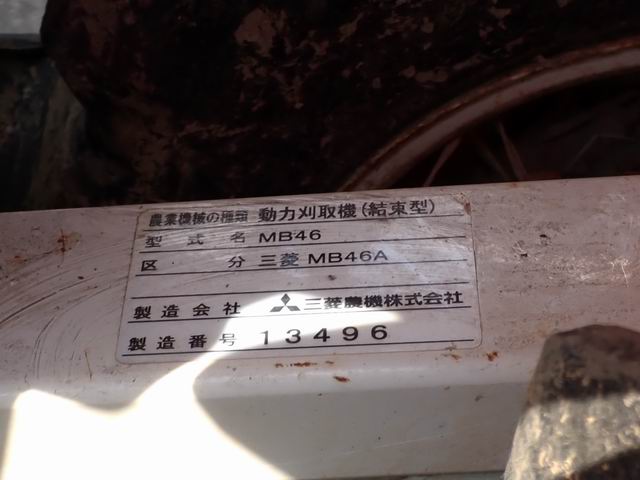 農業機械の種類 動力刈取機(結束型)
型式名 MB46
区分 三菱 MB46A
製造会社 三菱農機株式会社
製造番号 13496